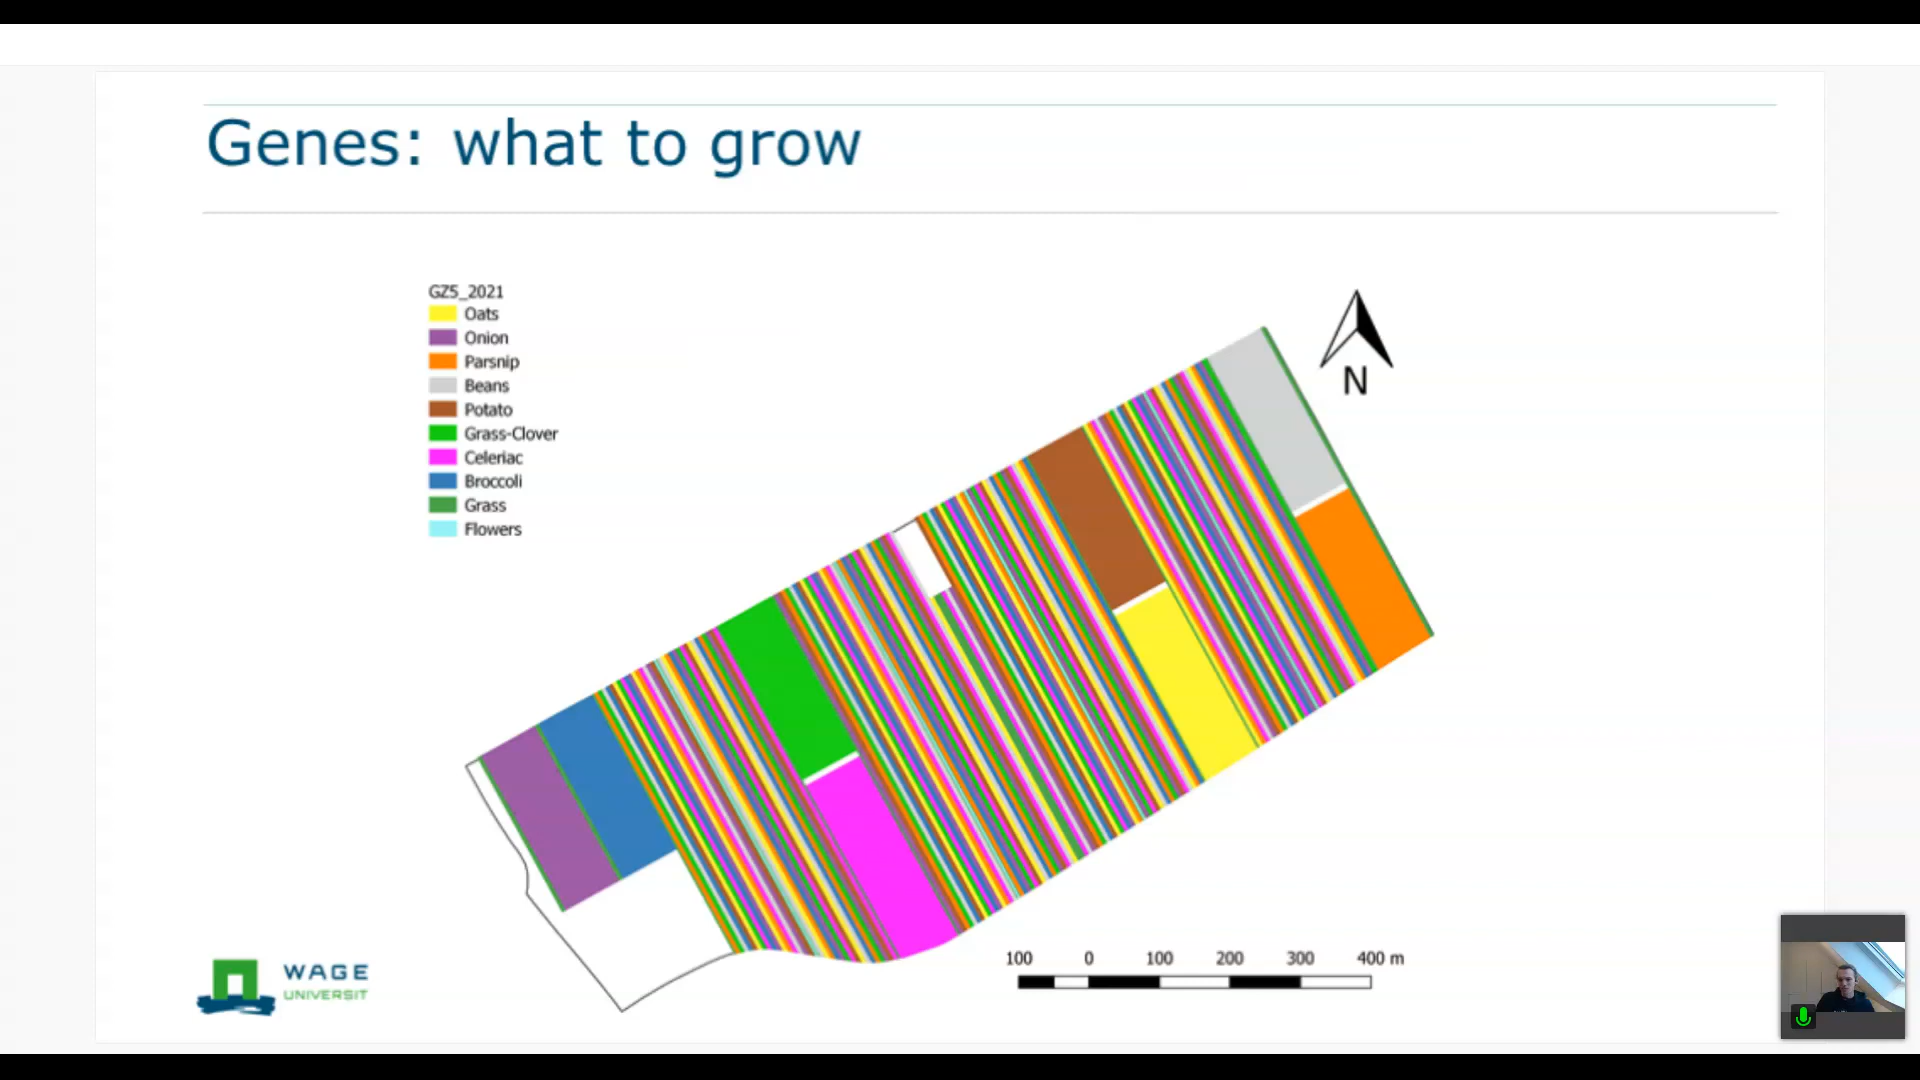 Genes: what to grow
GZ5_2021
Oats
Onion
Parsnip
Beans
Potato
Grass-Clover
Celeriac
Broccoli
Grass
Flowers
N
100 0 100 200 300 400 m
WAGE
UNIVERSIT